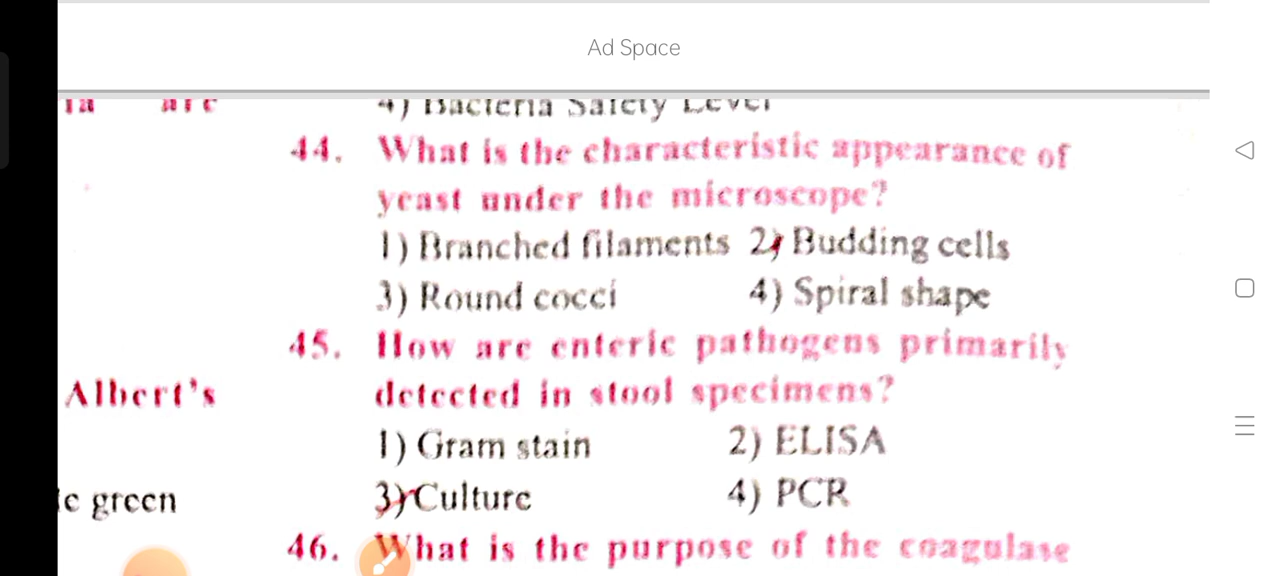 Ad Space
4) Bacteria Safety Level
are
44. What is the characteristic appearance of
yeast under the microscope?
1) Branched filaments 2) Budding cells
3) Round cocci 4) Spiral shape
45. How are enteric pathogens primarily
Albert's
detected in stool specimens?
1) Gram stain 2) ELISA
green
3) Culture 4) PCR
46. What is the purpose of the coagulase